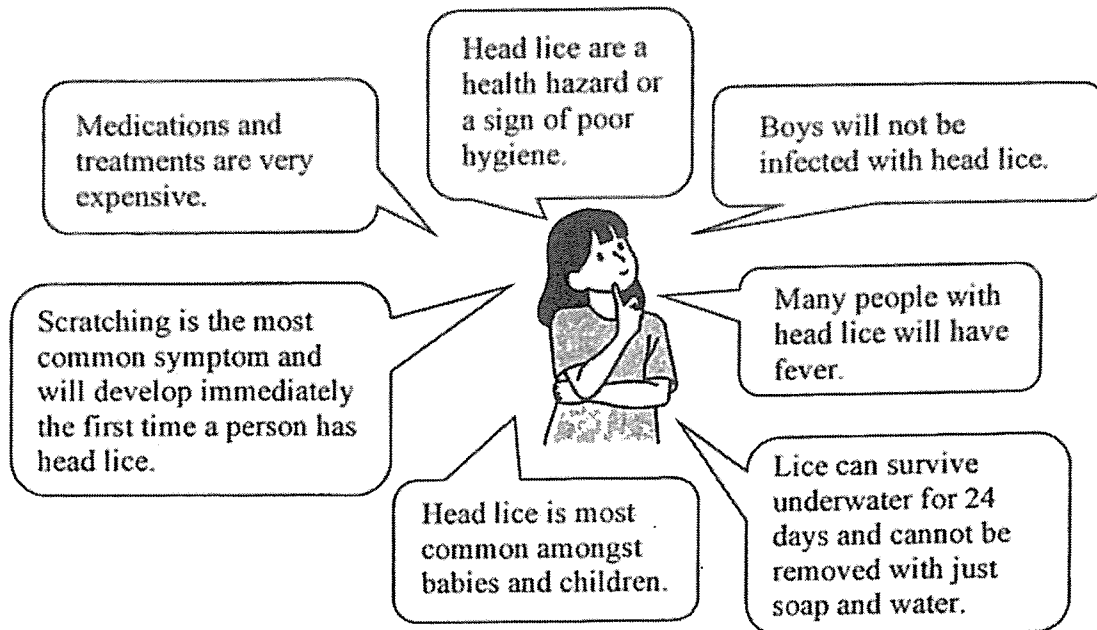 Head lice are a
health hazard or
a sign of poor
hygiene.
Medications and
treatments are very
expensive.
Boys will not be
infected with head lice.
Scratching is the most
common symptom and
will develop immediately
the first time a person has
head lice.
Many people with
head lice will have
fever.
Head lice is most
common amongst
babies and children.
Lice can survive
underwater for 24
days and cannot be
removed with just
soap and water.